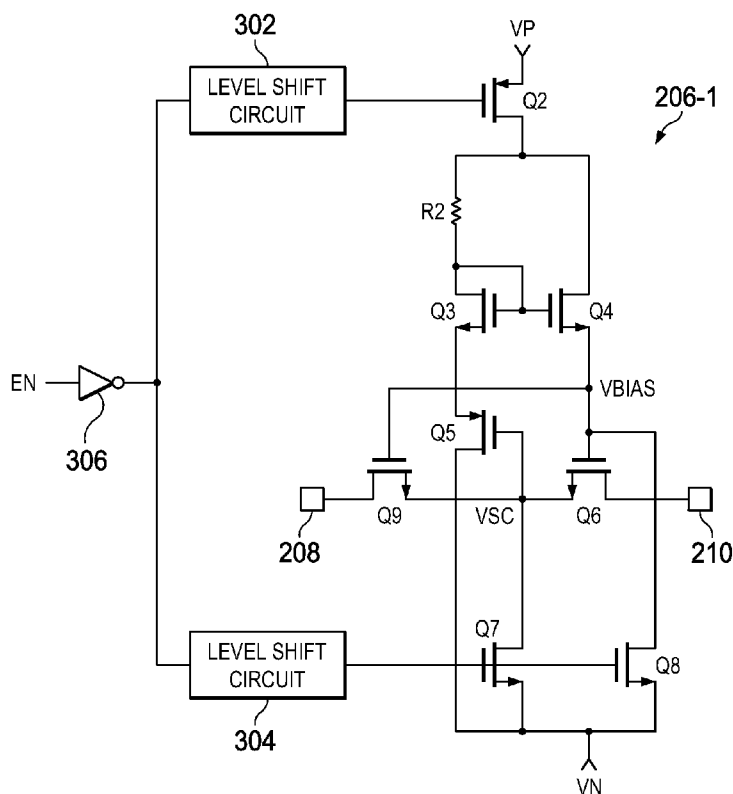 302
VP
LEVEL SHIFT
CIRCUIT
Q2
206-1
R2
Q3
Q4
EN
306
VBIAS
Q5
208
Q9
VSC
Q6
210
Q7
LEVEL SHIFT
CIRCUIT
Q8
304
VN